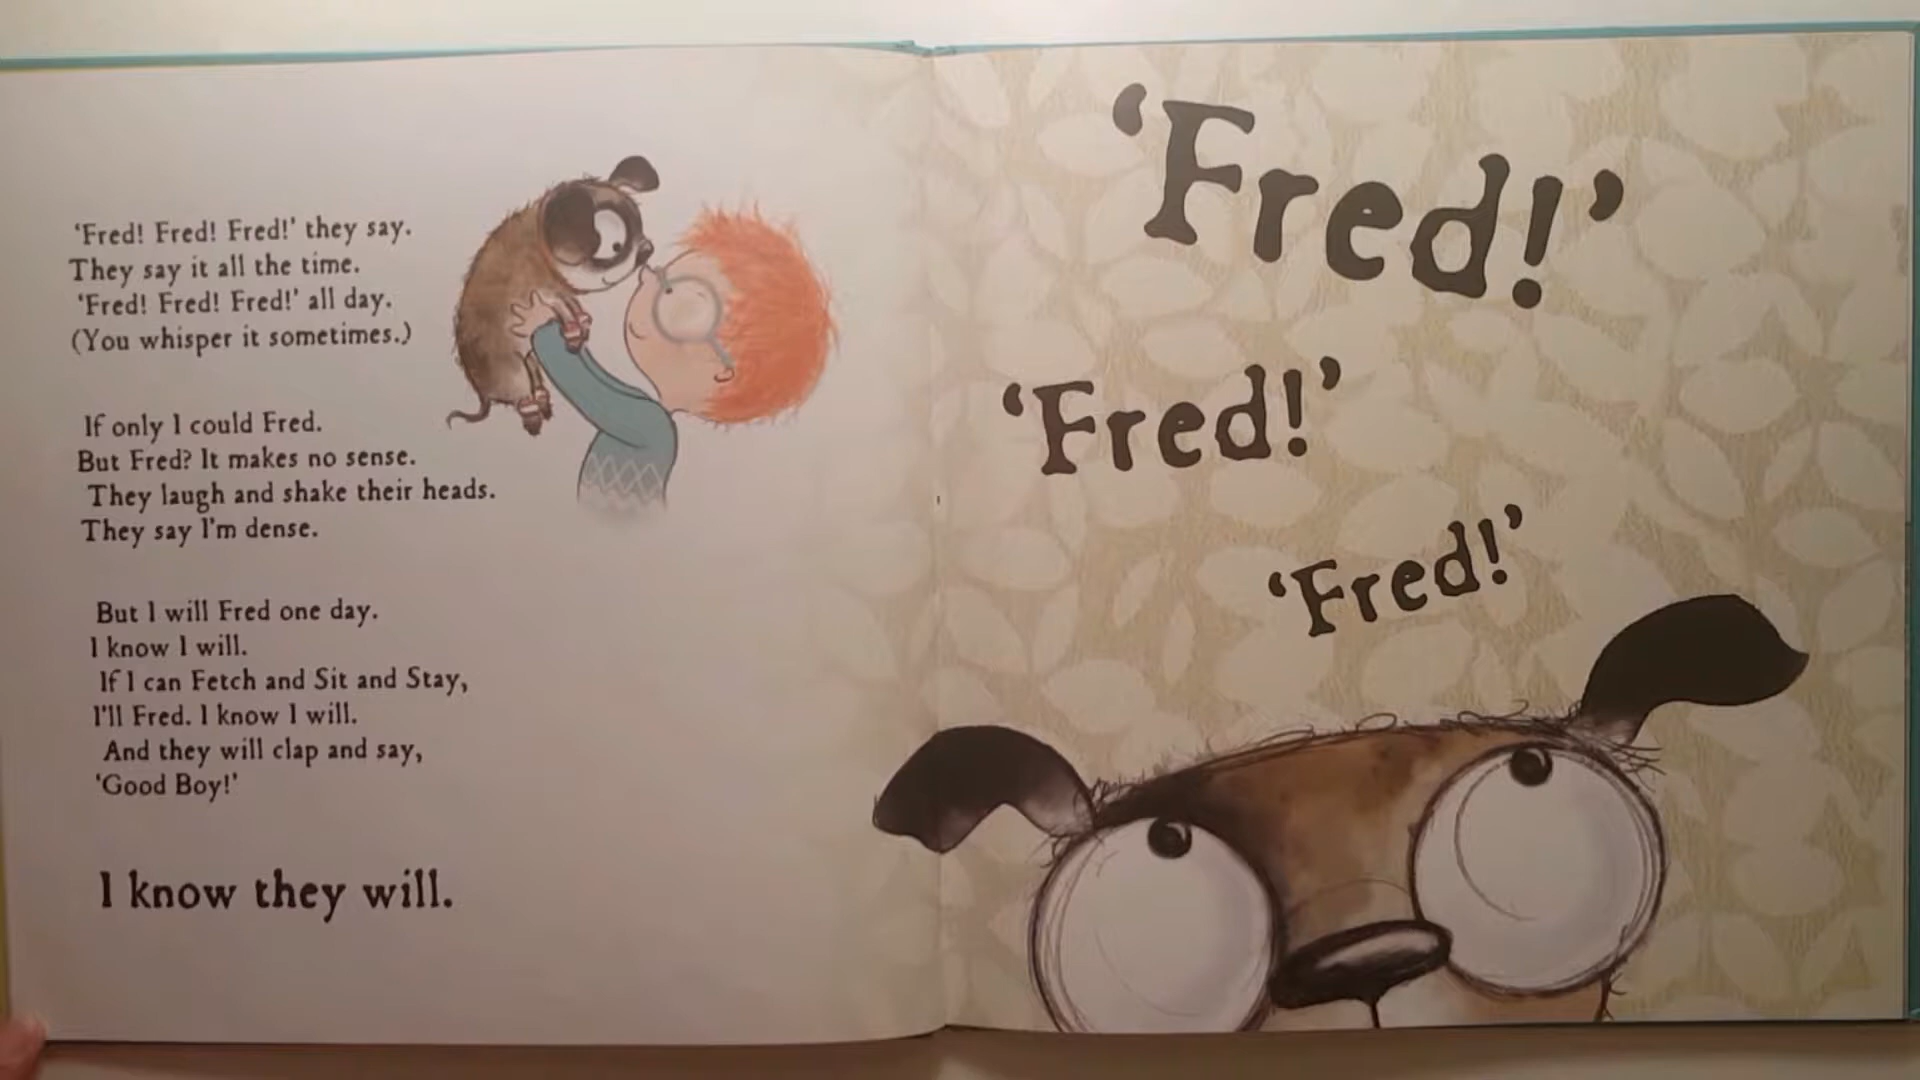 ‘Fred! Fred! Fred!’ they say.
They say it all the time.
‘Fred! Fred! Fred!’ all day.
(You whisper it sometimes.)
If only I could Fred.
But Fred? It makes no sense.
They laugh and shake their heads.
They say I'm dense.
But I will Fred one day.
I know I will.
If I can Fetch and Sit and Stay,
I'll Fred. I know I will.
And they will clap and say,
‘Good Boy!’
I know they will.
‘Fred!’
‘Fred!’
‘Fred!’